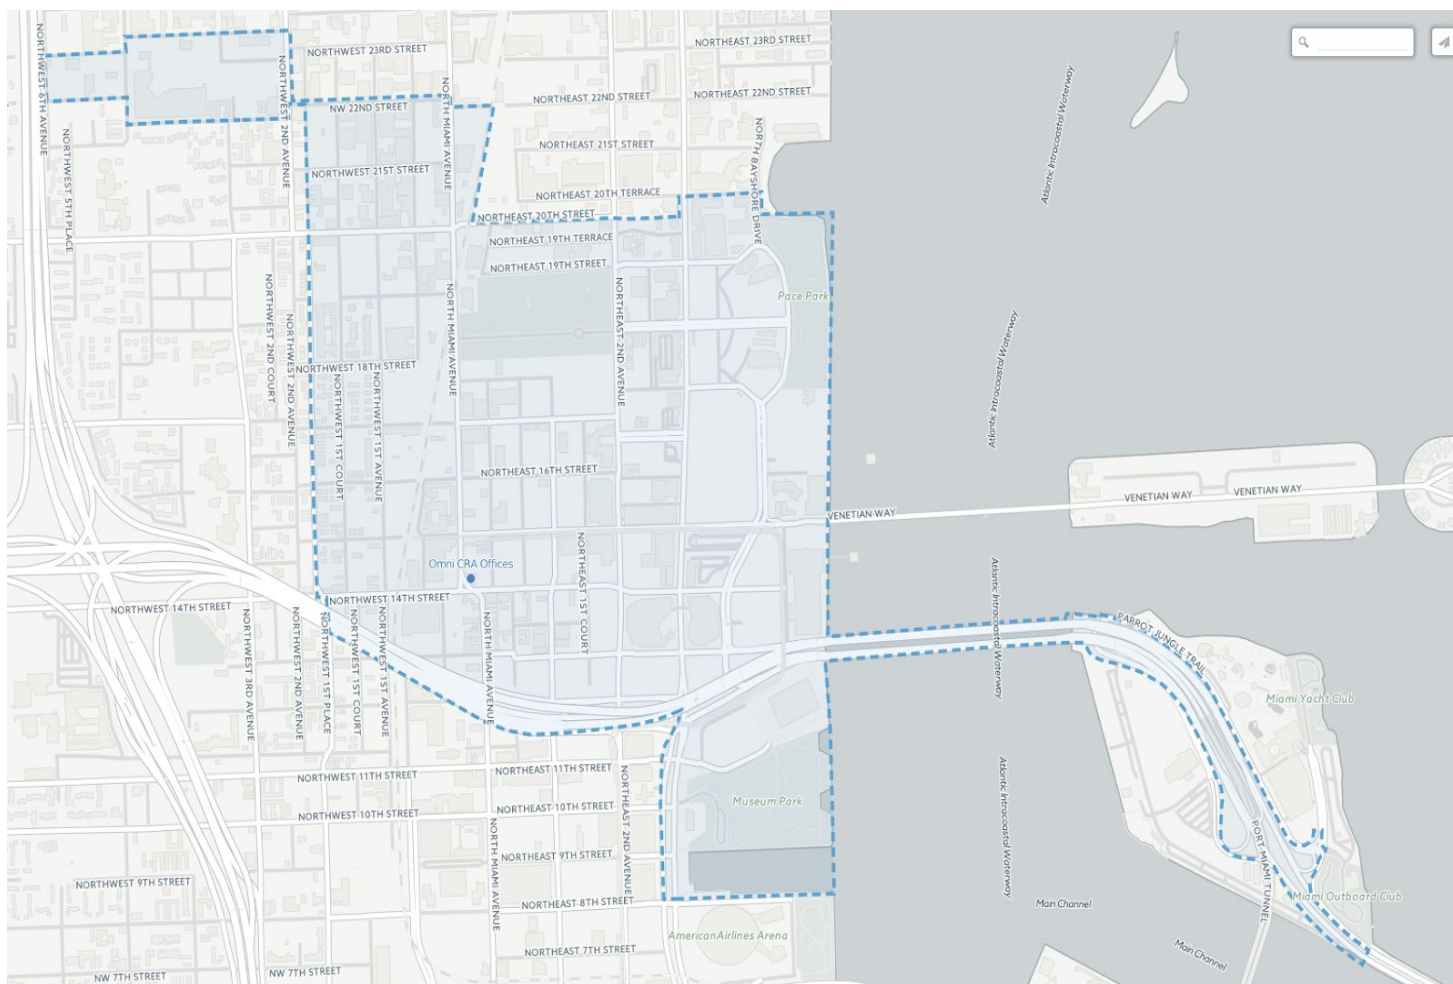 NORTHWEST 6TH AVENUE
NORTHWEST 23RD STREET
NORTHEAST 23RD STREET
NORTHWEST 2ND AVENUE
NORTH MIAMI AVENUE
NW 22ND STREET
NORTHEAST 22ND STREET
NORTHEAST 22ND STREET
Atlantic Intracoastal Waterway
NORTHWEST 5TH PLACE
NORTHEAST 21ST STREET
NORTH BAYSHORE DRIVE
NORTHWEST 21ST STREET
NORTHEAST 20TH TERRACE
NORTHEAST 20TH STREET
NORTHEAST 19TH TERRACE
NORTHEAST 19TH STREET
NORTHWEST 2ND COURT
NORTHWEST 2ND AVENUE
NORTH MIAMI AVENUE
NORTHEAST 2ND AVENUE
Pace Park
Atlantic Intracoastal Waterway
NORTHWEST 18TH STREET
NORTHWEST 1ST COURT
NORTHWEST 1ST AVENUE
NORTHEAST 16TH STREET
VENETIAN WAY
VENETIAN WAY
VENETIAN WAY
Omni CRA Offices
NORTHEAST 1ST COURT
Atlantic Intracoastal Waterway
NORTHWEST 14TH STREET
NORTHWEST 14TH STREET
NORTHWEST 3RD AVENUE
NORTHWEST 2ND AVENUE
NORTHWEST 1ST PLACE
NORTHWEST 1ST COURT
NORTHWEST 1ST AVENUE
NORTH MIAMI AVENUE
PARROT JUNGLE TRAIL
Miami Yacht Club
NORTHWEST 11TH STREET
NORTHEAST 11TH STREET
NORTHEAST 2ND AVENUE
Atlantic Intracoastal Waterway
NORTHWEST 10TH STREET
NORTHEAST 10TH STREET
Museum Park
NORTH MIAMI AVENUE
PORT MIAMI TUNNEL
NORTHEAST 9TH STREET
NORTHWEST 9TH STREET
Miami Outboard Club
NORTHEAST 8TH STREET
Main Channel
AmericanAirlines Arena
NORTHEAST 7TH STREET
Main Channel
NW 7TH STREET
NW 7TH STREET